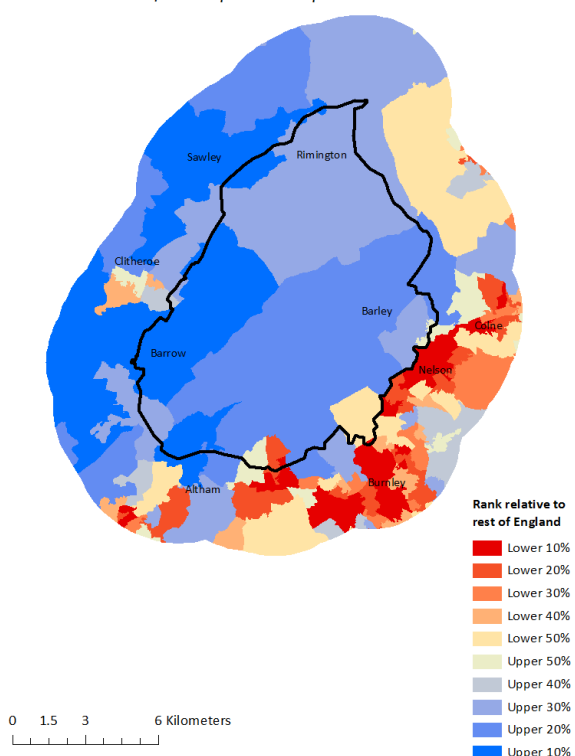 Rimington
Sawley
Clitheroe
Barley
Colne
Barrow
Nelson
Burnley
Altham
Rank relative to
rest of England
Lower 10%
Lower 20%
Lower 30%
Lower 40%
Lower 50%
Upper 50%
Upper 40%
Upper 30%
Upper 20%
Upper 10%
0 1.5 3 6 Kilometers